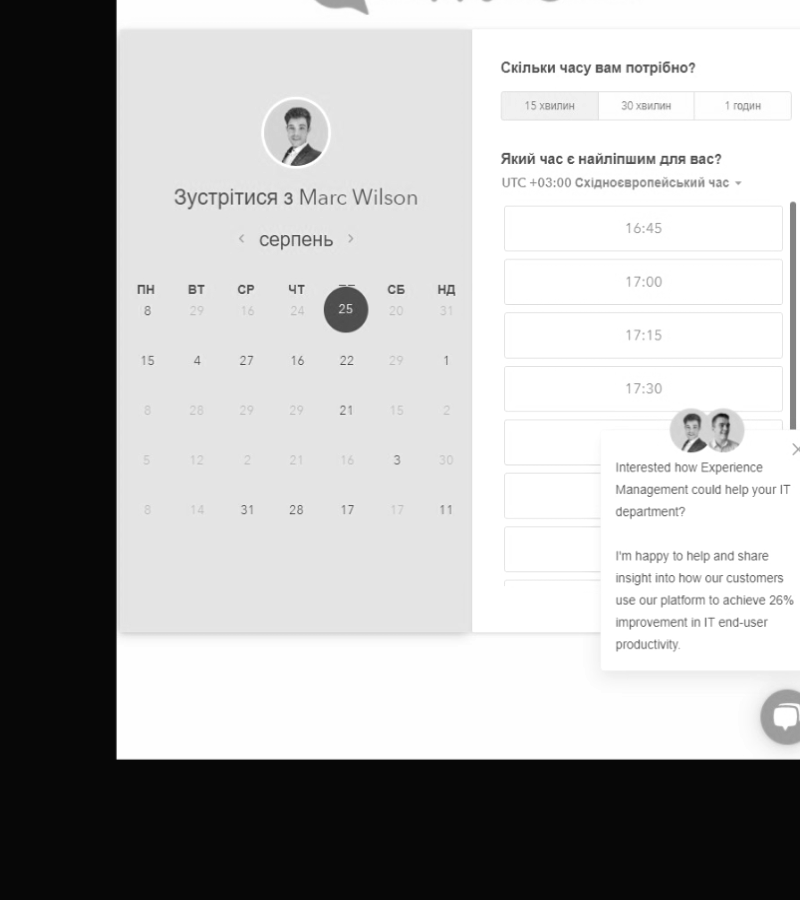 Зустрітися з Marc Wilson
серпень
ПН ВТ СР ЧТ СБ НД
8 29 16 24 25 20 31
15 4 27 16 22 29 1
8 28 29 29 21 15 2
5 12 2 21 16 3 30
8 14 31 28 17 17 11
Скільки часу вам потрібно?
15 хвилин 30 хвилин 1 годин
Який час є найліпшим для вас?
UTC +03:00 Східноєвропейський час
16:45
17:00
17:15
17:30
Interested how Experience
Management could help your IT
department?
I'm happy to help and share
insight into how our customers
use our platform to achieve 26%
improvement in IT end-user
productivity.